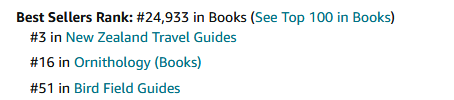 Best Sellers Rank: #24,933 in Books (See Top 100 in Books)
#3 in New Zealand Travel Guides
#16 in Ornithology (Books)
#51 in Bird Field Guides